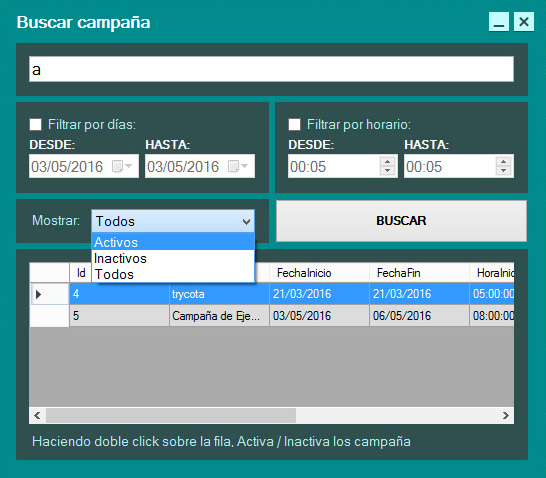 Buscar campaña
a
Filtrar por días:
DESDE: HASTA:
03/05/2016 03/05/2016
Filtrar por horario:
DESDE: HASTA:
00:05 00:05
Mostrar: Todos
Activos
Inactivos
Todos
BUSCAR
Id FechaInicio FechaFin HoraInic
4 trycota 21/03/2016 21/03/2016 05:00:00
5 Campaña de Eje... 03/05/2016 06/05/2016 08:00:00
Haciendo doble click sobre la fila, Activa / Inactiva los campaña